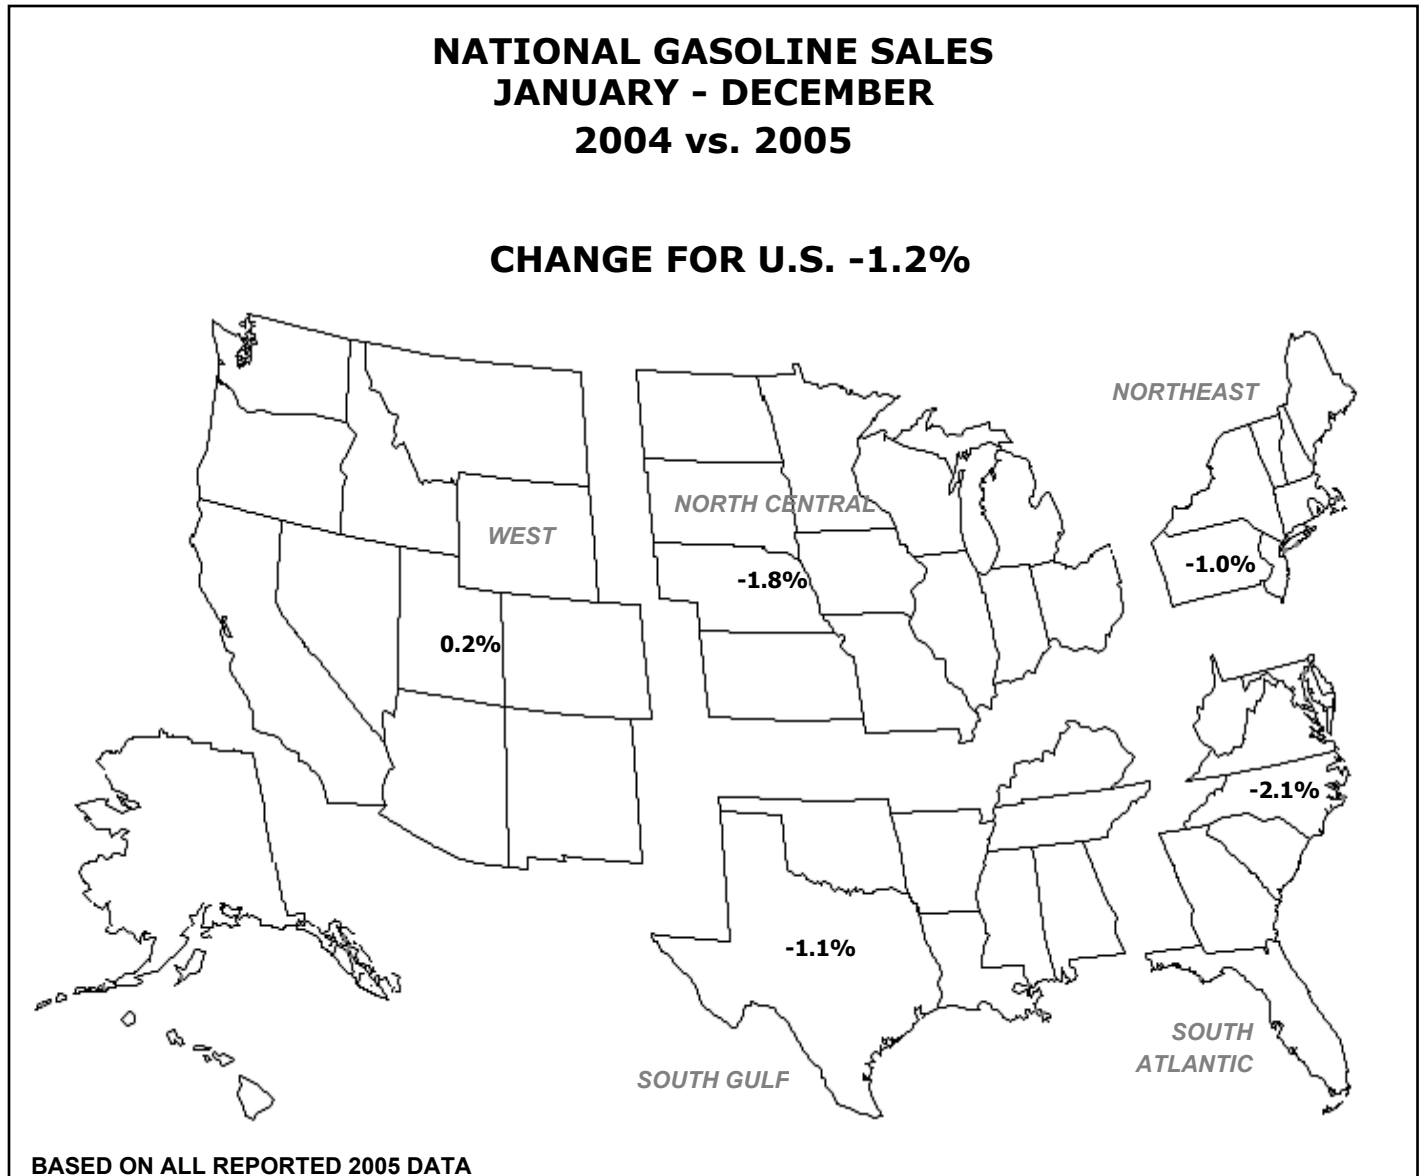 NATIONAL GASOLINE SALES
JANUARY - DECEMBER
2004 vs. 2005
CHANGE FOR U.S. -1.2%
NORTHEAST
NORTH CENTRAL
WEST
-1.0%
-1.8%
0.2%
-2.1%
-1.1%
SOUTH
ATLANTIC
SOUTH GULF
BASED ON ALL REPORTED 2005 DATA